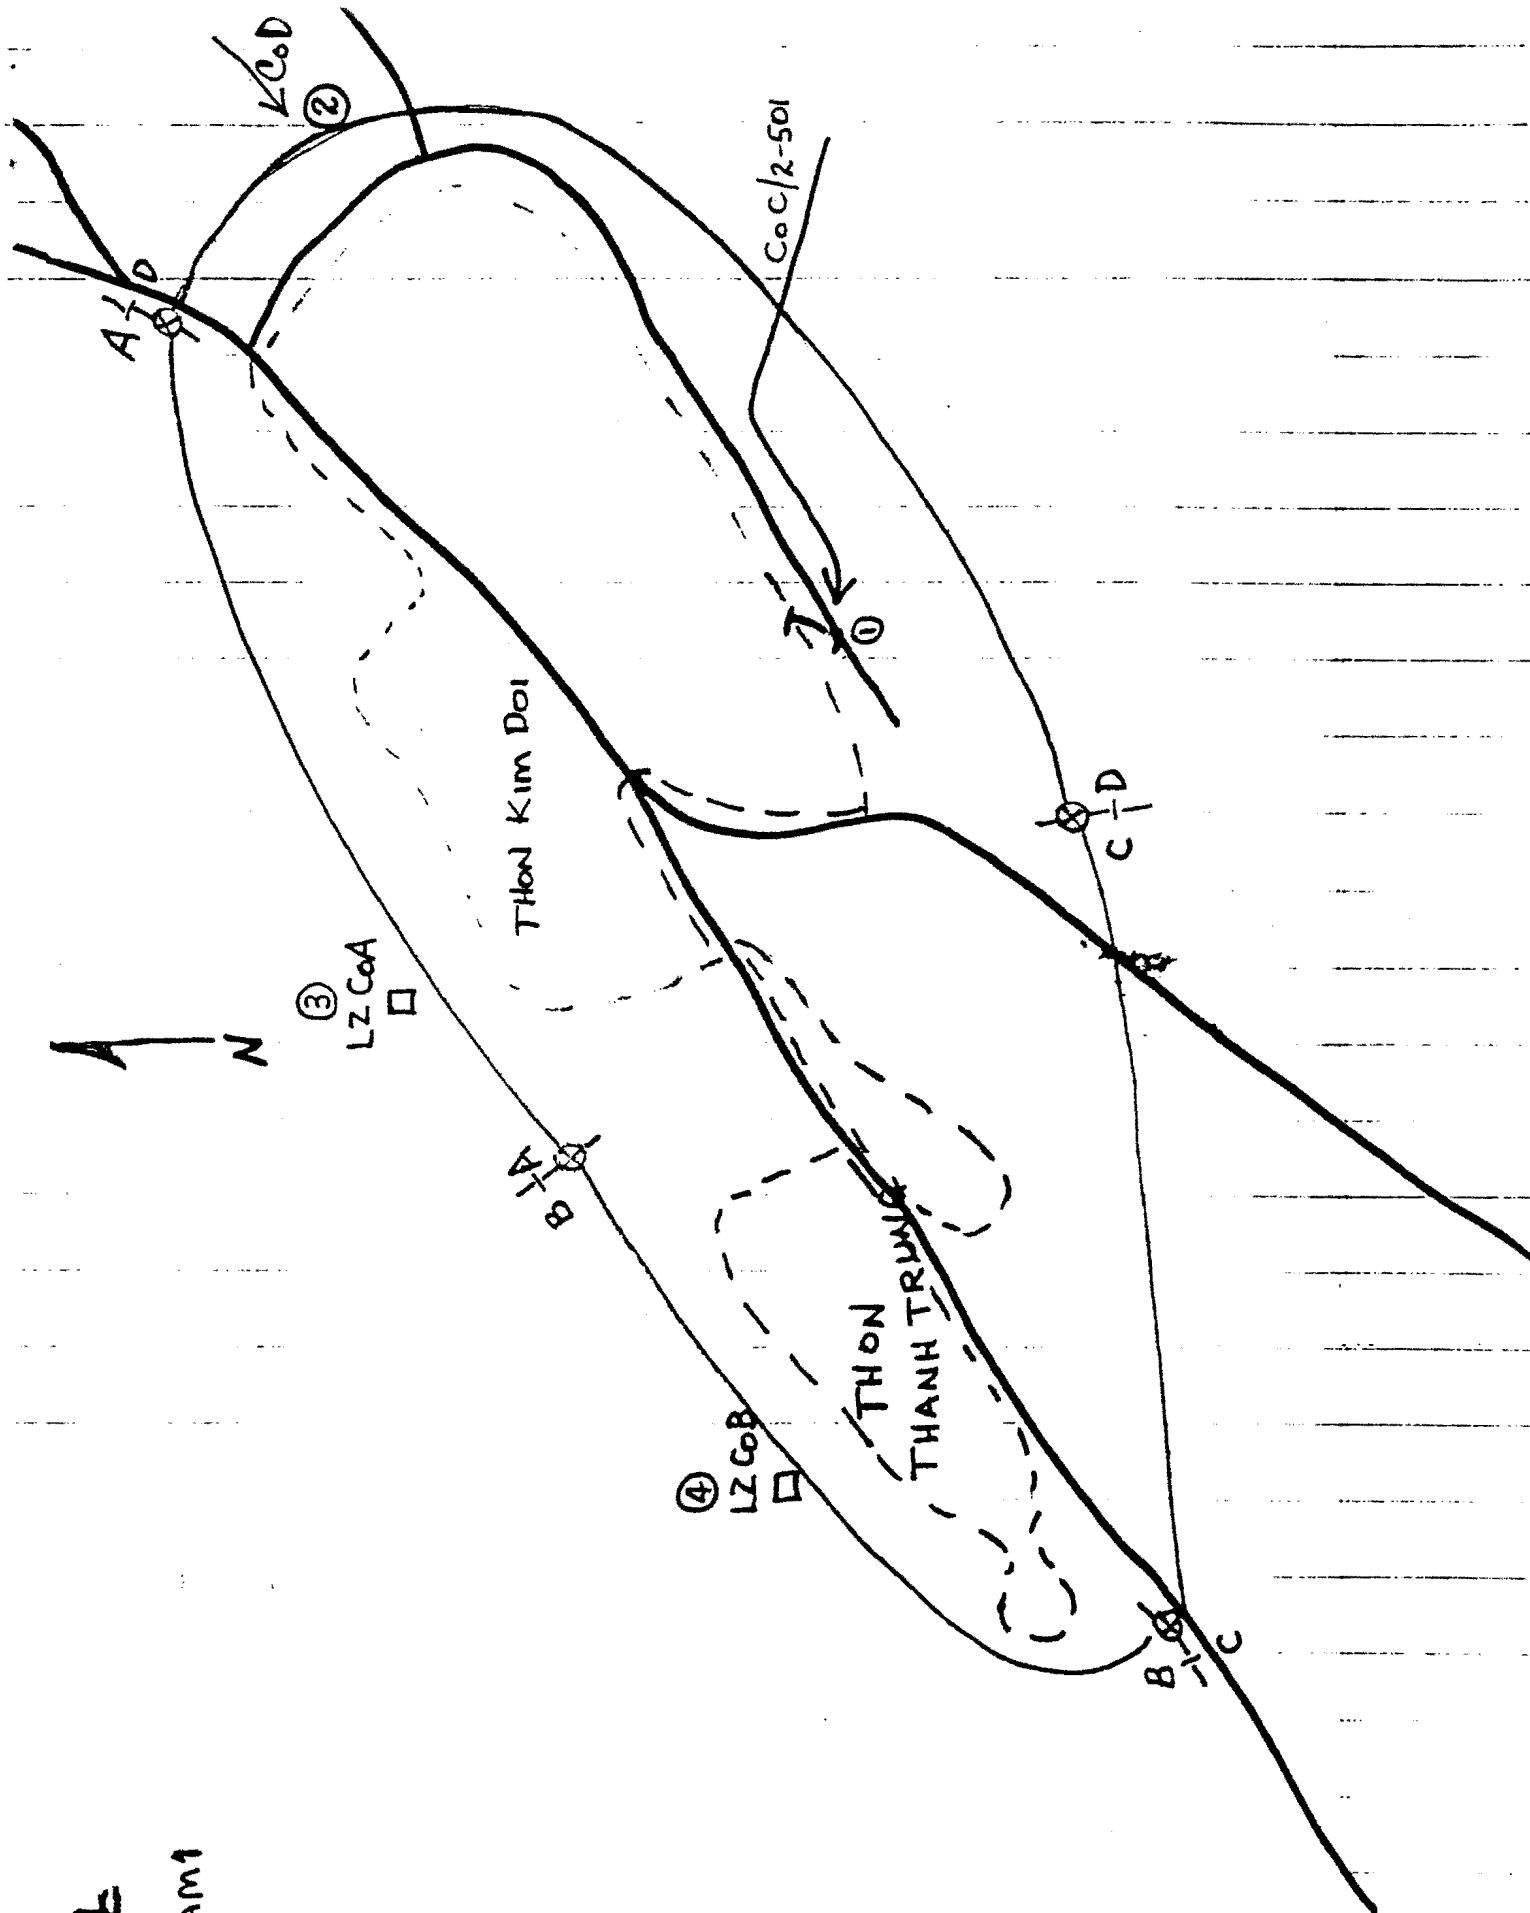 Co D
②
A
D
Co C/2-501
①
THON KIM DOI
③
LZ CoA
N
A
B
D
C
THON
THANH TRUNG
④
LZ CoB
B
C